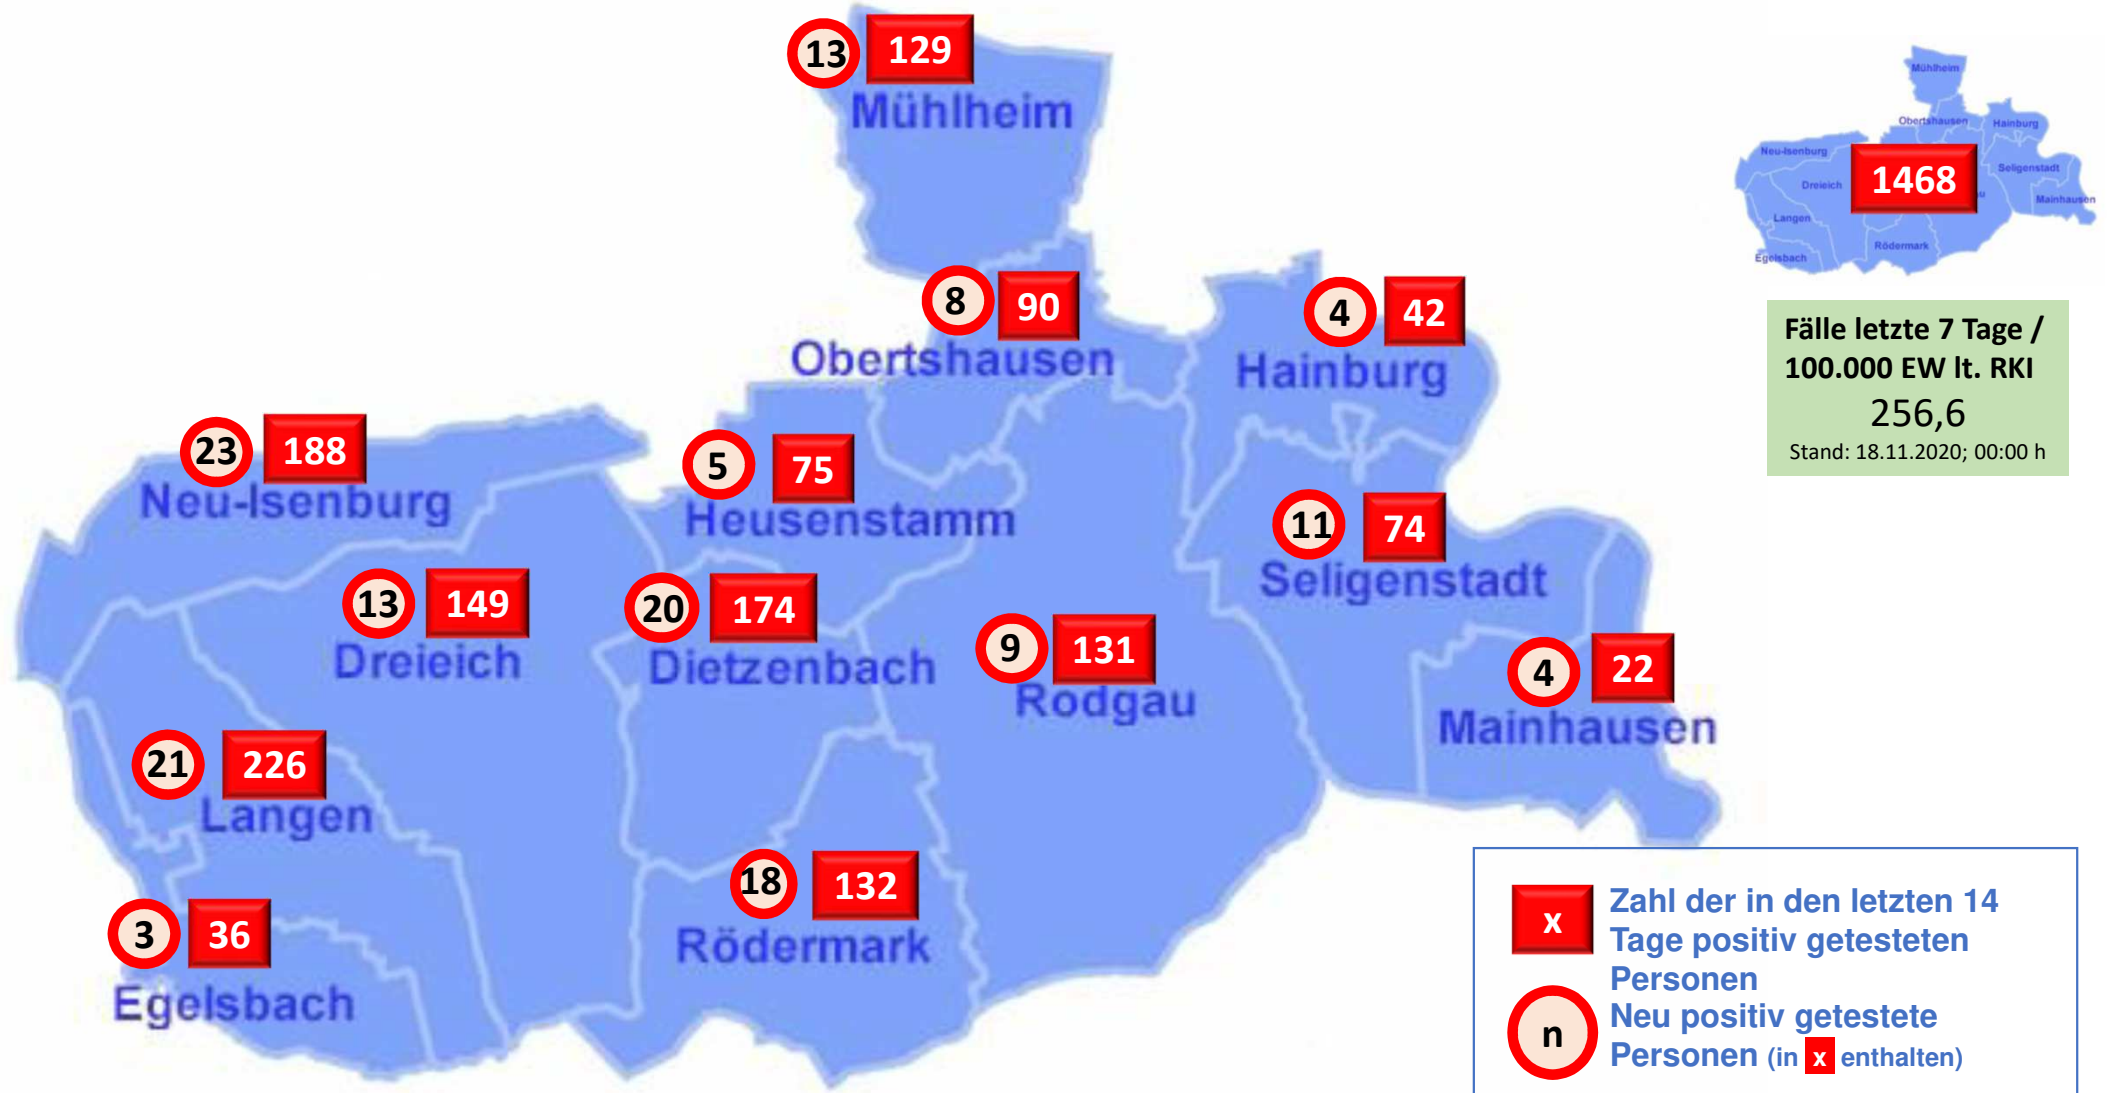 13 129
Mühlheim
8 90
Obertshausen
4 42
Hainburg
23 188
Neu-Isenburg
5 75
Heusenstamm
11 74
Seligenstadt
13 149
Dreieich
20 174
Dietzenbach
9 131
Rodgau
4 22
Mainhausen
21 226
Langen
18 132
Rödermark
3 36
Egelsbach
Mühlheim
Obertshausen
Hainburg
Neu-Isenburg
Seligenstadt
Dreieich
1468
au
Mainhausen
Langen
Rödermark
Egelsbach
Fälle letzte 7 Tage /
100.000 EW lt. RKI
256,6
Stand: 18.11.2020; 00:00 h
x
Zahl der in den letzten 14
Tage positiv getesteten
Personen
n
Neu positiv getestete
Personen (in x enthalten)